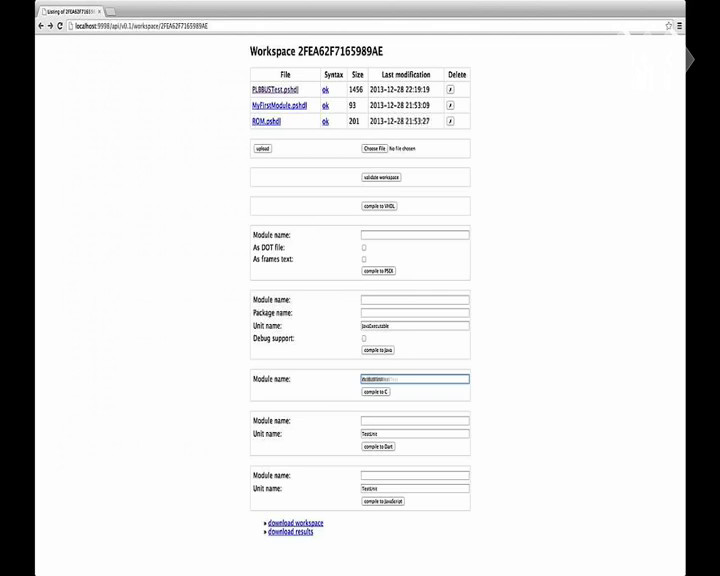 Listing of 2FEA62F71659
localhost:9998/api/v0.1/workspace/2FEA62F7165989AE
Workspace 2FEA62F7165989AE
File Syntax Size Last modification Delete
PLBBUSTest.pshdl ok 1456 2013-12-28 22:19:19
MyFirstModule.pshdl ok 93 2013-12-28 21:53:09
ROM.pshdl ok 201 2013-12-28 21:53:27
upload Choose File No file chosen
validate workspace
compile to VHDL
Module name:
As DOT file:
As frames text:
compile to PSEX
Module name:
Package name:
Unit name: JavaExecutable
Debug support:
compile to Java
Module name:
compile to C
Module name:
Unit name: TestUnit
compile to Dart
Module name:
Unit name: TestUnit
compile to JavaScript
» download workspace
» download results